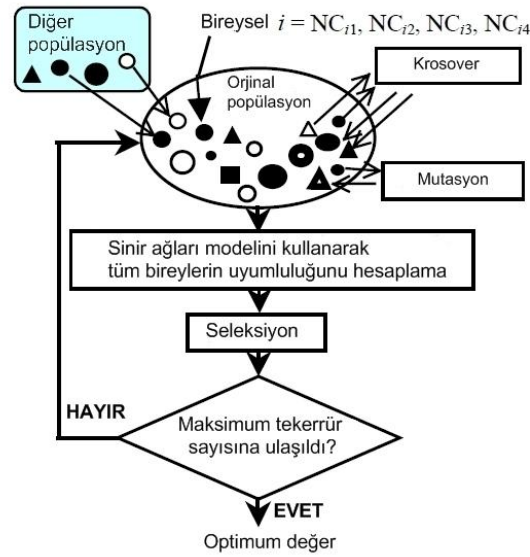 Diğer
popülasyon
Bireysel i = NCi1, NCi2, NCi3, NCi4
Orjinal
popülasyon
Krosover
Mutasyon
Sinir ağları modelini kullanarak
tüm bireylerin uyumluluğunu hesaplama
Seleksiyon
HAYIR
Maksimum tekerrür
sayısına ulaşıldı?
EVET
Optimum değer